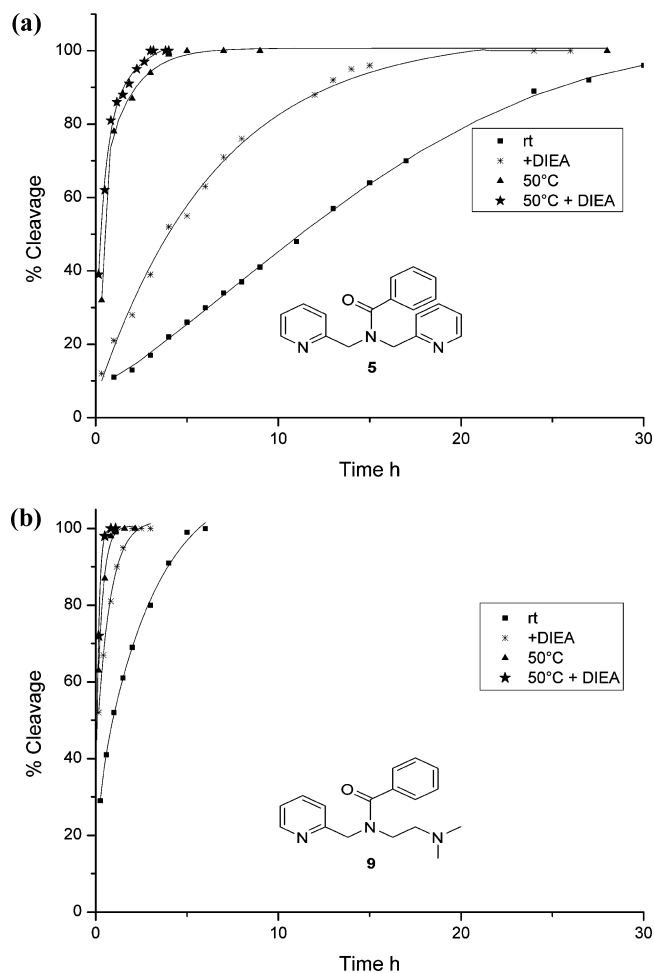 (a)
% Cleavage
100
80
60
40
20
0
rt
+DIEA
50°C
50°C + DIEA
O
N
N
N
5
0
10
20
30
Time h
(b)
% Cleavage
100
80
60
40
20
0
rt
+DIEA
50°C
50°C + DIEA
O
N
N
N
9
0
10
20
30
Time h